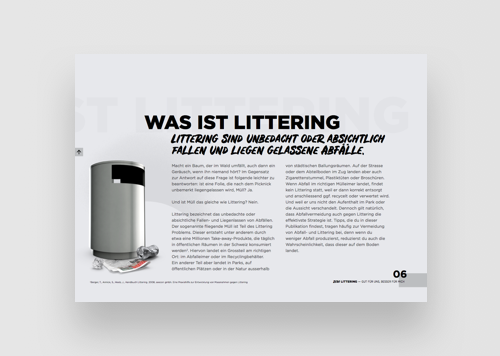 WAS IST LITTERING
LITTERING SIND UNBEDACHT ODER ABSICHTLICH
FALLEN UND LIEGEN GELASSENE ABFÄLLE.
Macht ein Baum, der im Wald umfällt, auch dann ein
Geräusch, wenn ihn niemand hört? Im Gegensatz
zur Antwort auf diese Frage ist folgende leichter zu
beantworten: Ist eine Folie, die nach dem Picknick
unbemerkt liegengelassen wird, Müll? Ja.
Und ist Müll das gleiche wie Littering? Nein.
Littering bezeichnet das unbedachte oder
absichtliche Fallen- und Liegenlassen von Abfällen.
Der sogenannte fliegende Müll ist Teil des Littering
Problems. Dieser entsteht unter anderem durch
etwa eine Millionen Take-away-Produkte, die täglich
in öffentlichen Räumen in der Schweiz konsumiert
werden. Hiervon landet ein Grossteil am richtigen
Ort: im Abfalleimer oder im Recyclingbehälter.
Ein anderer Teil aber landet in Parks, auf
öffentlichen Plätzen oder in der Natur ausserhalb
von städtischen Ballungsräumen. Auf der Strasse
oder dem Abfallboden im Zug landen aber auch
Zigarettenstummel, Plastiktüten oder Broschüren.
Wenn Abfall im richtigen Mülleimer landet, findet
kein Littering statt, weil er dann korrekt entsorgt
und anschliessend ggf. recycelt oder verwertet wird.
Und weil er uns nicht den Aufenthalt im Park oder
die Aussicht verschandelt. Dennoch gilt natürlich,
dass Abfallvermeidung auch gegen Littering die
effektivste Strategie ist. Tipps, die du in dieser
Publikation findest, tragen häufig zur Vermeidung
von Abfall- und Littering bei, denn wenn du
weniger Abfall produzierst, reduzierst du auch die
Wahrscheinlichkeit, dass dieser auf dem Boden
landet.
06